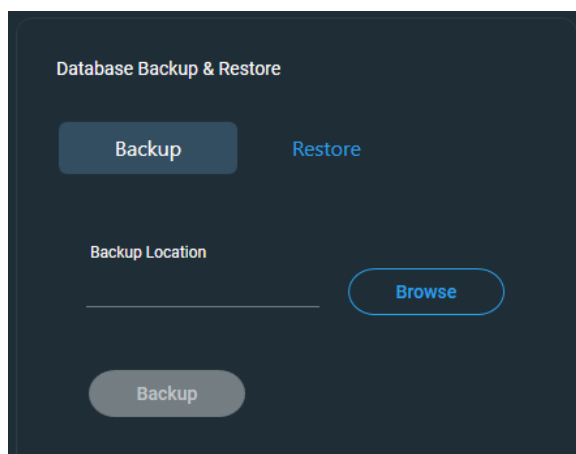 Database Backup & Restore
Backup Restore
Backup Location
Browse
Backup